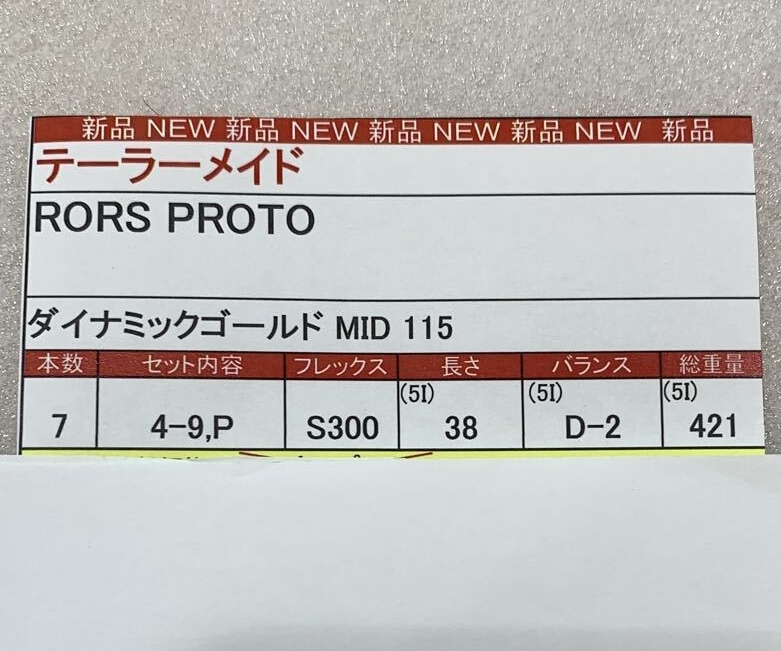 新品 NEW 新品 NEW 新品 NEW 新品 NEW 新品
テーラーメイド
RORS PROTO
ダイナミックゴールド MID 115
本数 セット内容 フレックス 長さ バランス 総重量
(5I) (5I) (5I)
7 4-9,P S300 38 D-2 421